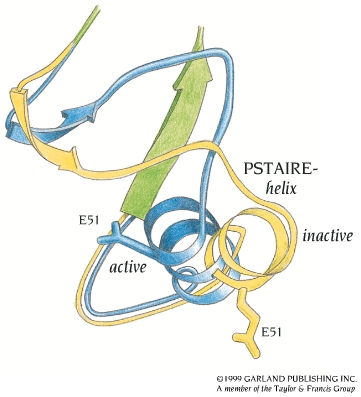 PSTAIRE-
helix
E51
inactive
active
E51
©1999 GARLAND PUBLISHING INC.
A member of the Taylor & Francis Group